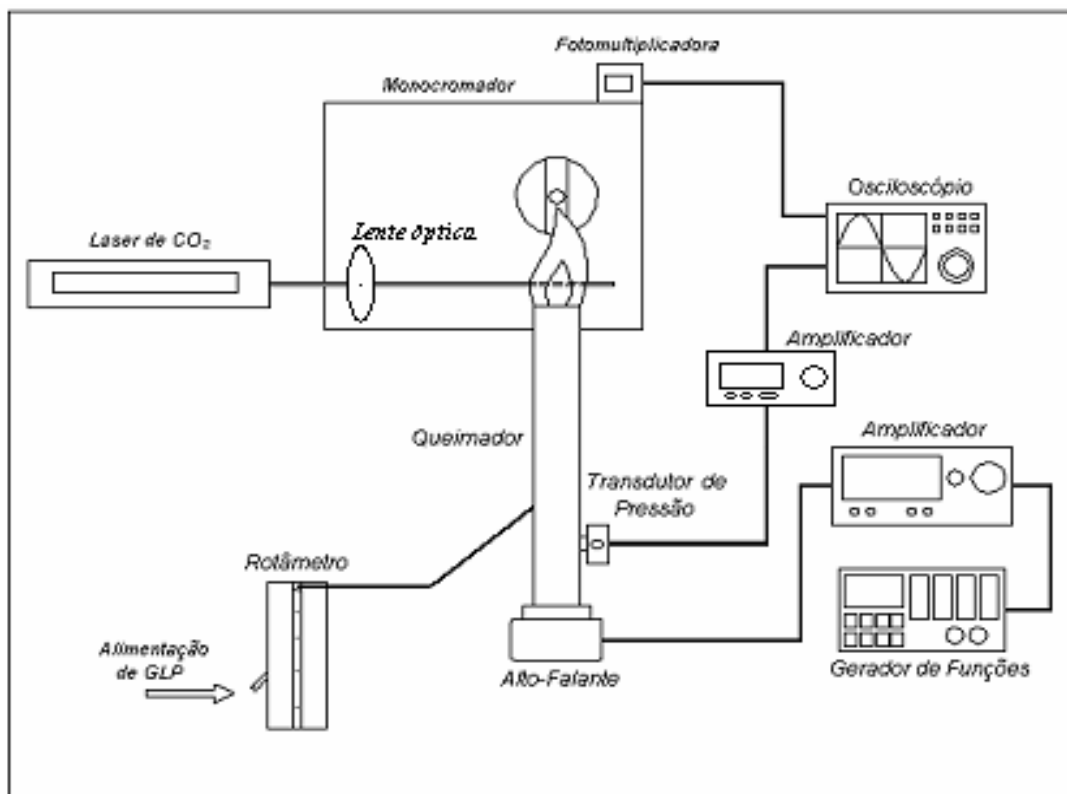 Fotomultiplicadora
Monocromador
Osciloscópio
Laser de CO₂
Lente óptica
Amplificador
Queimador
Amplificador
Transdutor de
Pressão
Rotâmetro
Alimentação
de GLP
Alto-Falante
Gerador de Funções